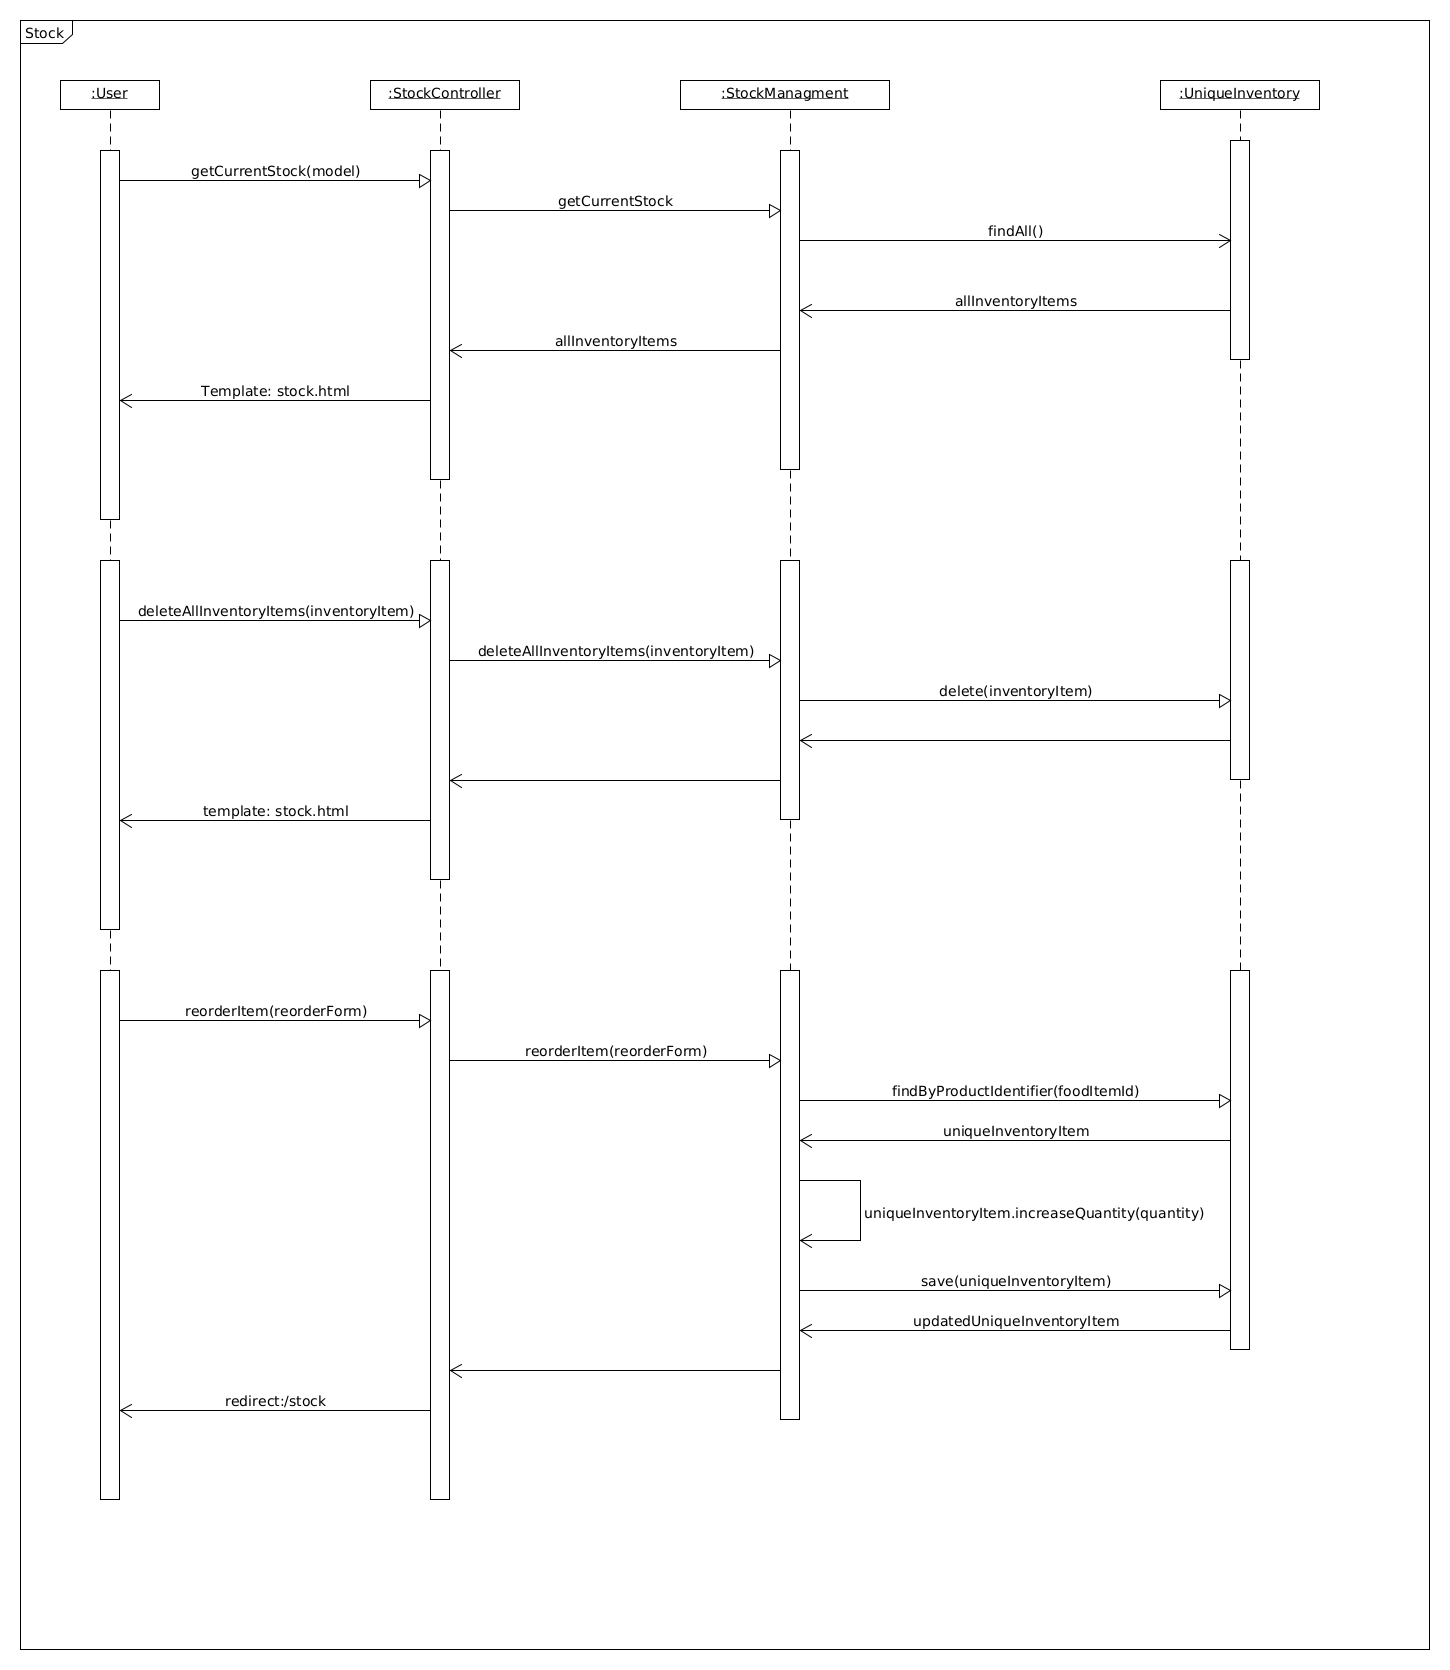 Stock
:User
:StockController
:StockManagment
:UniqueInventory
getCurrentStock(model)
getCurrentStock
findAll()
allInventoryItems
allInventoryItems
Template: stock.html
deleteAllInventoryItems(inventoryItem)
deleteAllInventoryItems(inventoryItem)
delete(inventoryItem)
template: stock.html
reorderItem(reorderForm)
reorderItem(reorderForm)
findByProductIdentifier(foodItemId)
uniqueInventoryItem
uniqueInventoryItem.increaseQuantity(quantity)
save(uniqueInventoryItem)
updatedUniqueInventoryItem
redirect:/stock